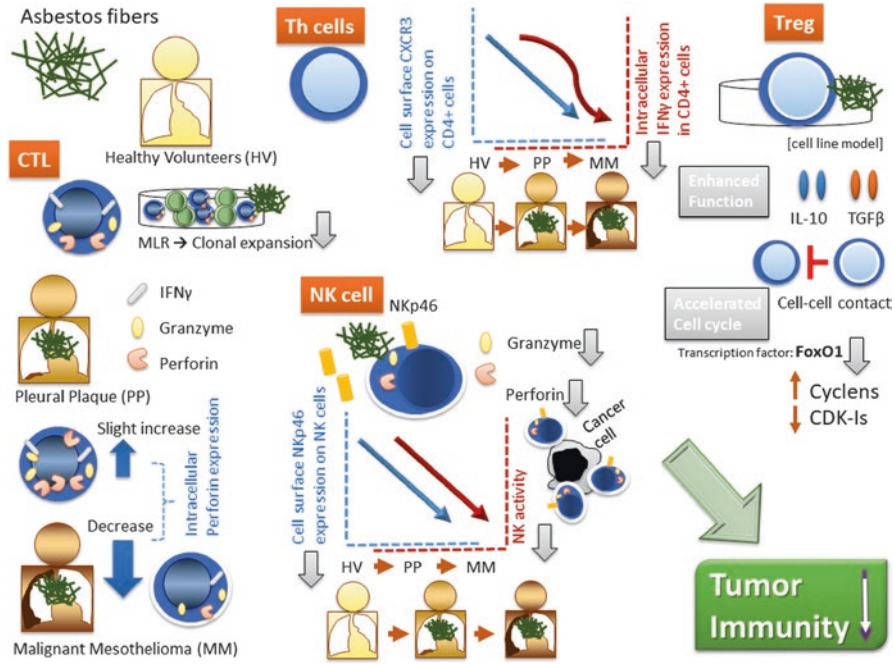 Asbestos fibers
Healthy Volunteers (HV)
CTL
MLR → Clonal expansion
IFNγ
Granzyme
Perforin
Pleural Plaque (PP)
Slight increase
Decrease
Intracellular
Perforin expression
Malignant Mesothelioma (MM)
Th cells
Cell surface CXCR3
expression on
CD4+ cells
Intracellular
IFNγ expression
in CD4+ cells
HV PP MM
NK cell
NKp46
Granzyme
Perforin
Cancer
cell
Cell surface NKp46
expression on NK cells
NK activity
HV PP MM
Treg
[cell line model]
Enhanced
Function
IL-10 TGFβ
Cell-cell contact
Accelerated
Cell cycle
Transcription factor: FoxO1
Cyclens
CDK-Is
Tumor
Immunity